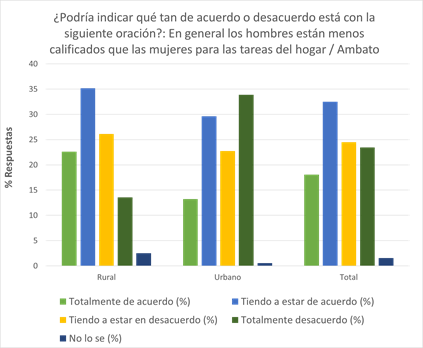 ¿Podría indicar qué tan de acuerdo o desacuerdo está con la
siguiente oración?: En general los hombres están menos
calificados que las mujeres para las tareas del hogar / Ambato
% Respuestas
40
35
30
25
20
15
10
5
0
Rural Urbano Total
Totalmente de acuerdo (%) Tiendo a estar de acuerdo (%)
Tiendo a estar en desacuerdo (%) Totalmente desacuerdo (%)
No lo se (%)